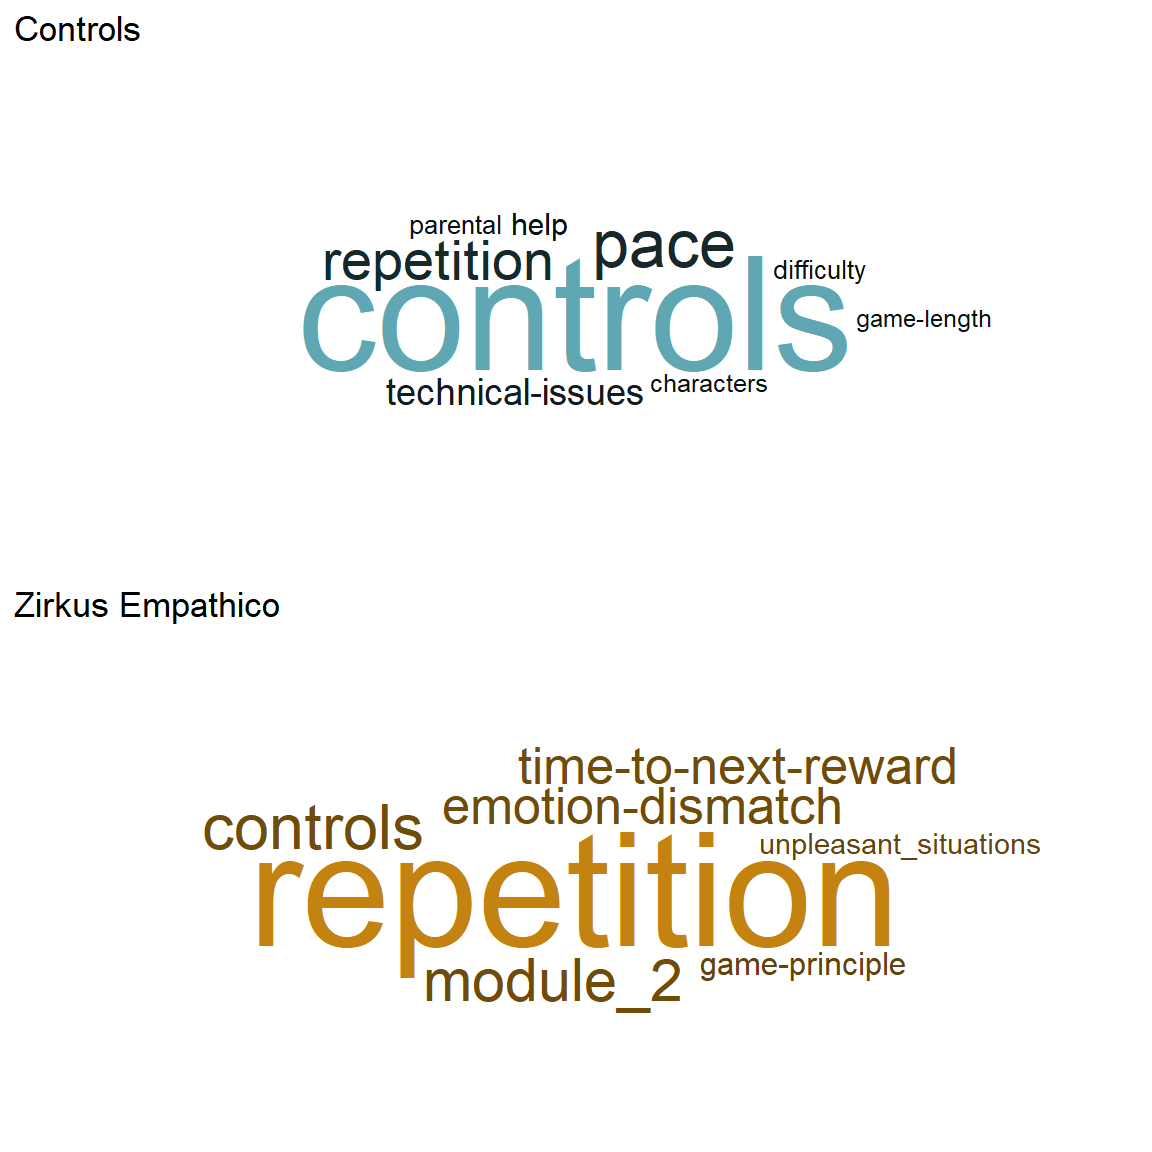 Controls
parental help
repetition pace
difficulty
controls
game-length
technical-issues characters
Zirkus Empathico
time-to-next-reward
emotion-dismatch
controls
unpleasant_situations
repetition
game-principle
module_2